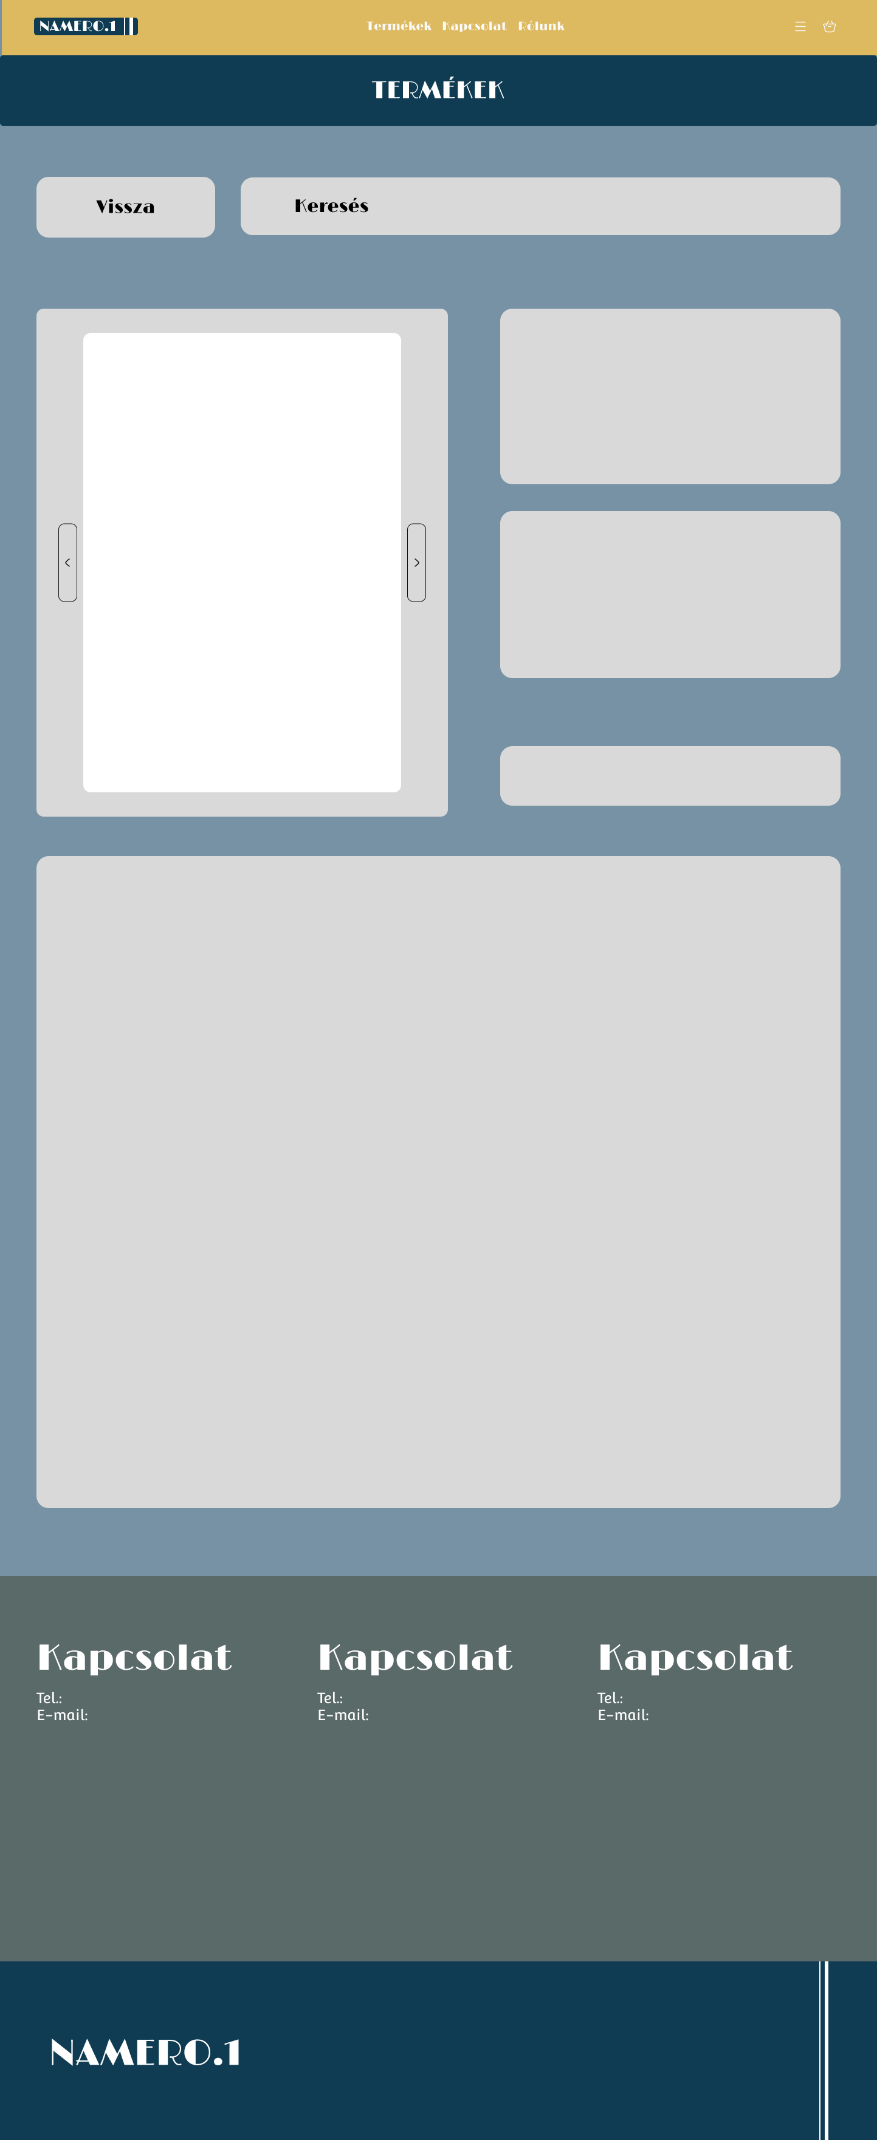 NAMERO.1
Termékek Kapcsolat Rólunk
TERMÉKEK
Vissza
Keresés
Kapcsolat
Tel.:
E-mail:
Kapcsolat
Tel.:
E-mail:
Kapcsolat
Tel.:
E-mail:
NAMERO.1